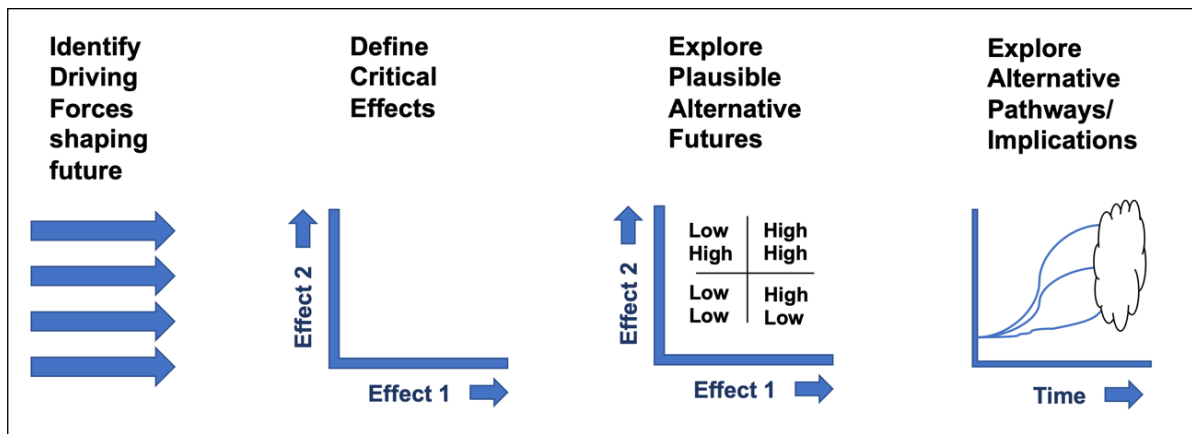 Identify
Driving
Forces
shaping
future
Define
Critical
Effects
Explore
Plausible
Alternative
Futures
Explore
Alternative
Pathways/
Implications
Effect 2
Effect 1
Effect 2
Low
High
High
High
Low
Low
High
Low
Effect 1
Time